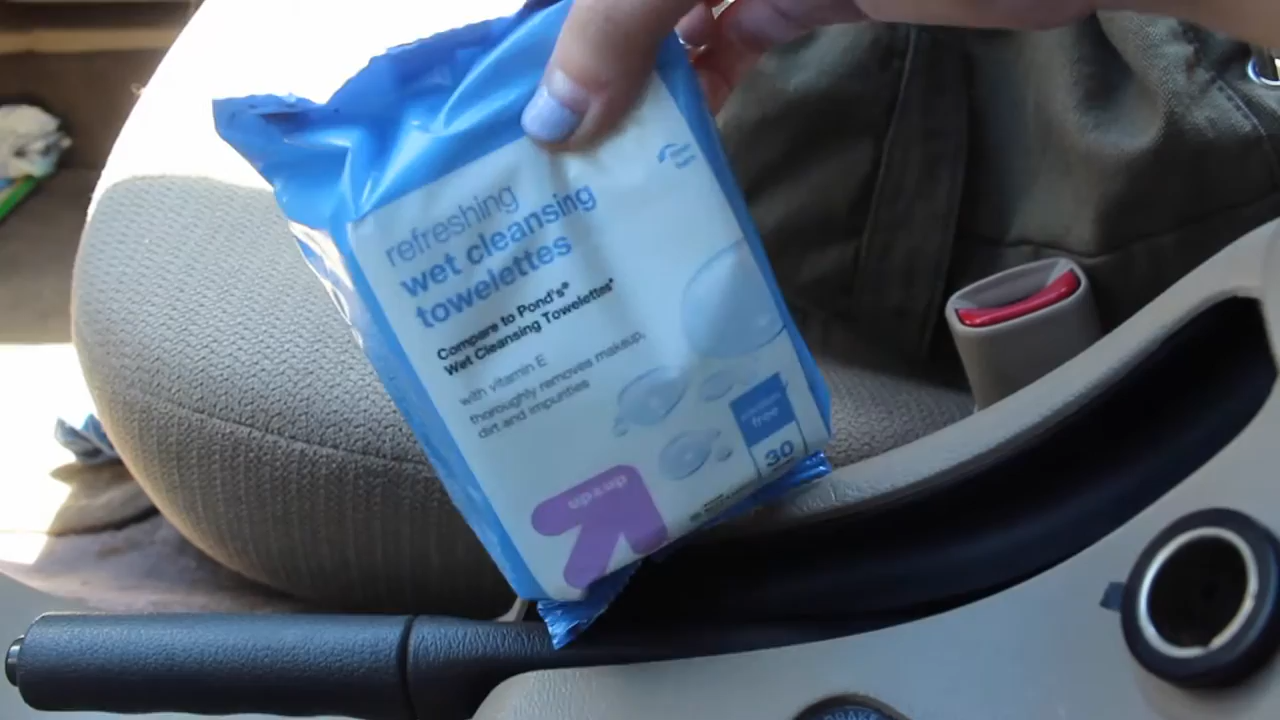 refreshing
wet cleansing
towelettes
Compare to Pond's®
Wet Cleansing Towelettes*
with vitamin E
thoroughly removes makeup,
dirt and impurities
free
30
up&up